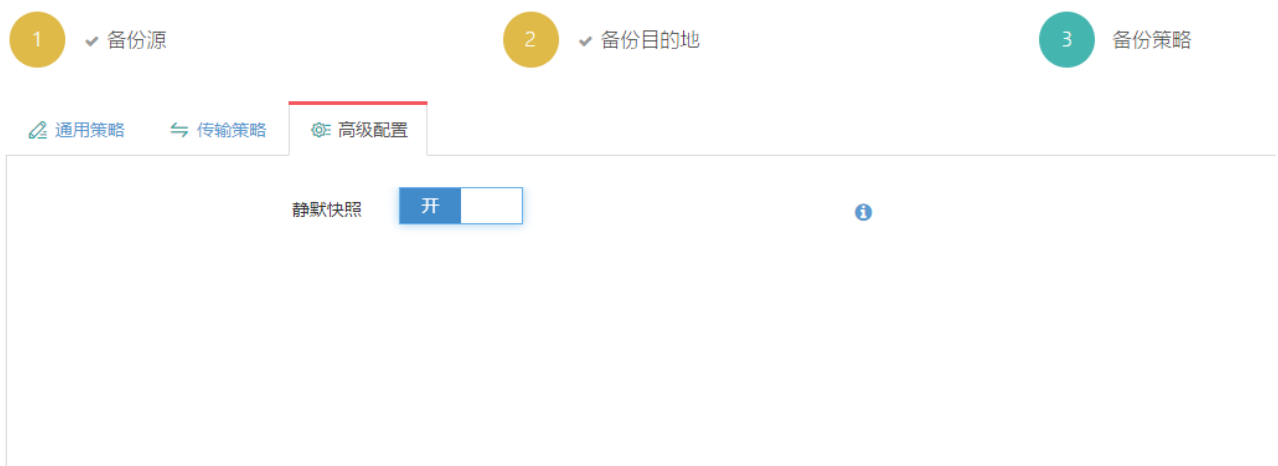 1 备份源
2 备份目的地
3 备份策略
通用策略 传输策略 高级配置
静默快照 开